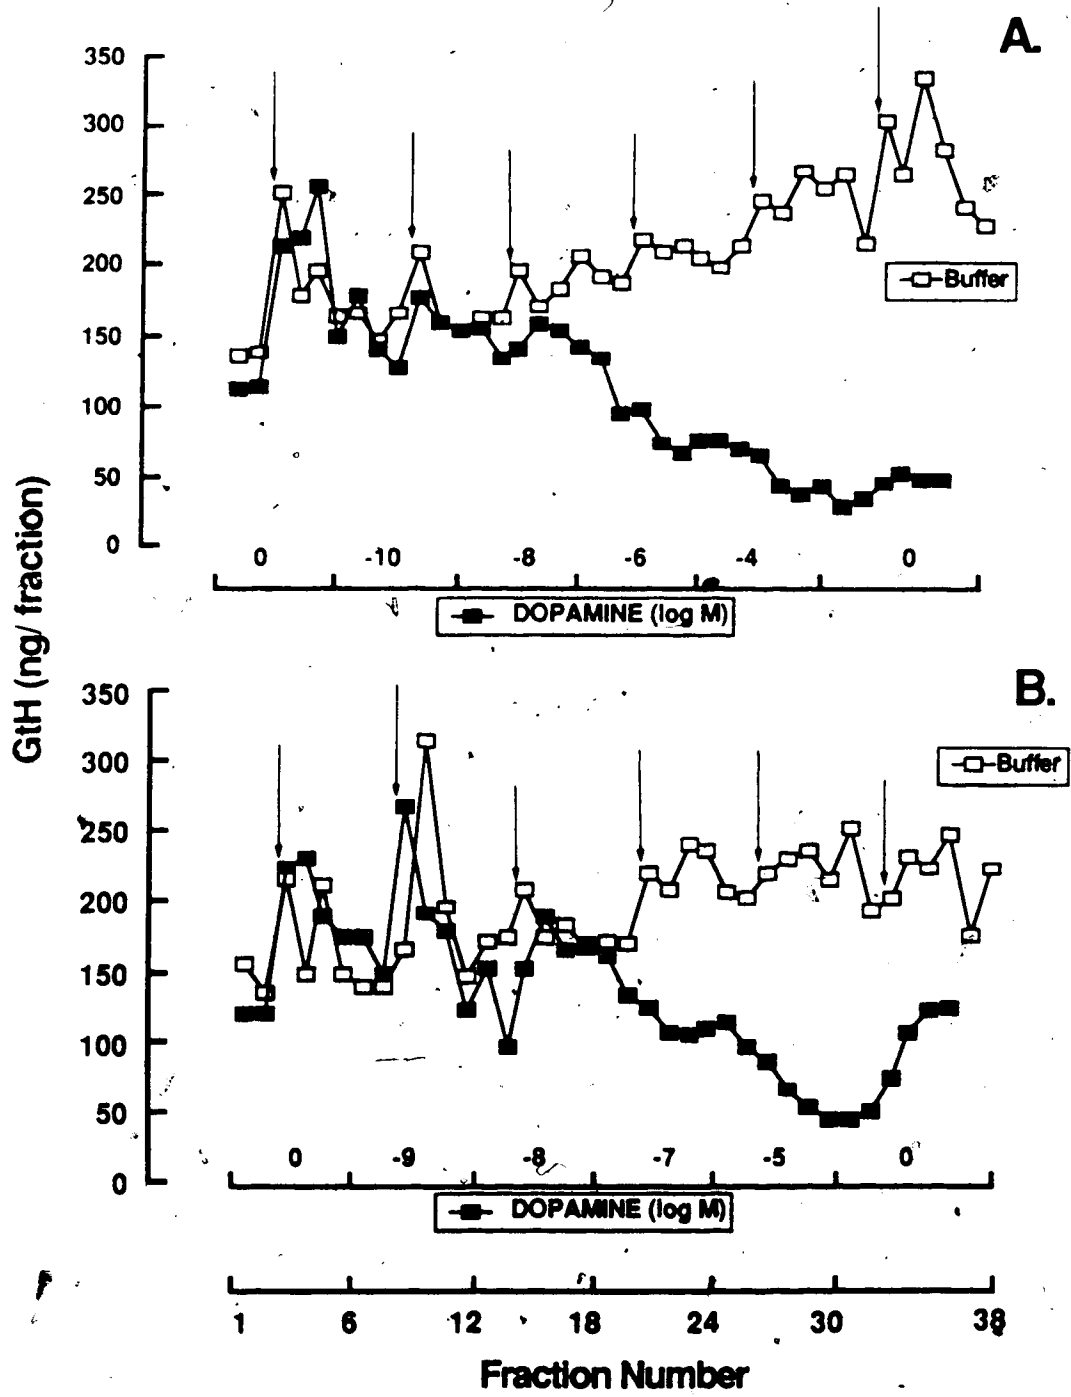 A.
350
300
250
200
150
100
50
0
Buffer
0 -10 -8 -6 -4 0
DOPAMINE (log M)
GtH (ng/ fraction)
B.
350
300
250
200
150
100
50
0
Buffer
0 -9 -8 -7 -5 0
DOPAMINE (log M)
1 6 12 18 24 30 38
Fraction Number